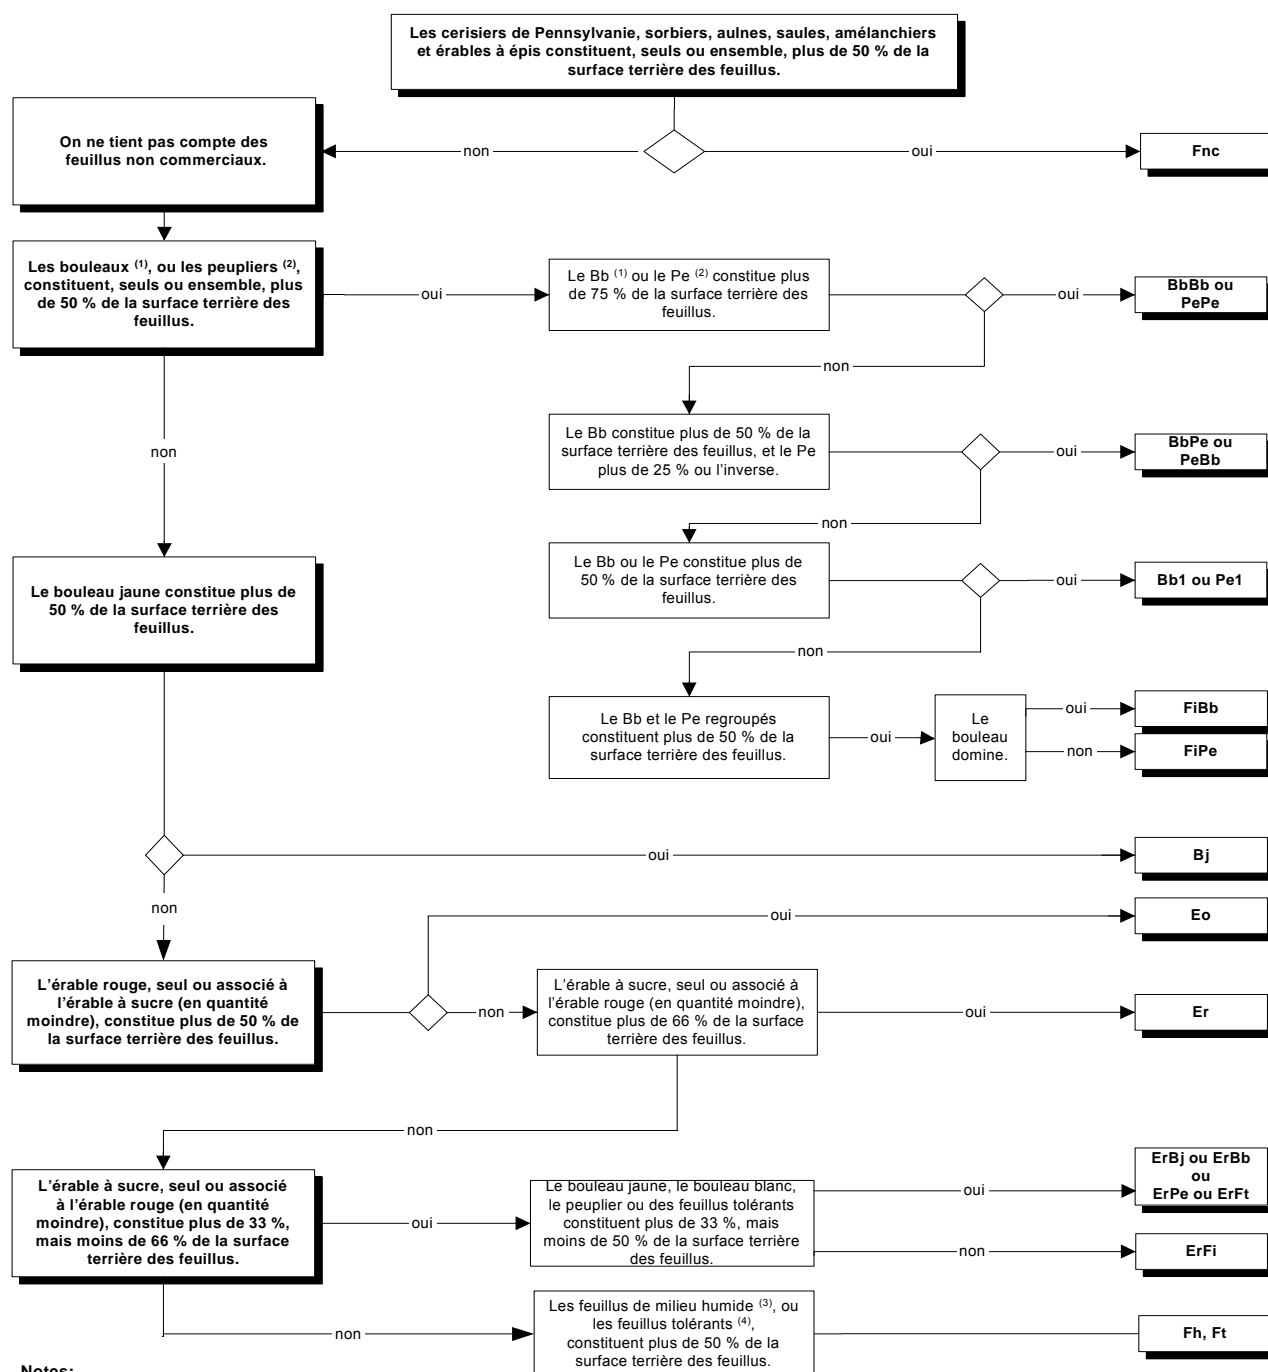 Les cerisiers de Pennsylvanie, sorbiers, aulnes, saules, amélanchiers
et érables à épis constituent, seuls ou ensemble, plus de 50 % de la
surface terrière des feuillus.
On ne tient pas compte des
feuillus non commerciaux.
non
oui
Fnc
Les bouleaux (1), ou les peupliers (2),
constituent, seuls ou ensemble, plus
de 50 % de la surface terrière des
feuillus.
oui
Le Bb (1) ou le Pe (2) constitue plus
de 75 % de la surface terrière des
feuillus.
oui
BbBb ou
PePe
non
non
Le Bb constitue plus de 50 % de la
surface terrière des feuillus, et le Pe
plus de 25 % ou l'inverse.
oui
BbPe ou
PeBb
non
Le bouleau jaune constitue plus de
50 % de la surface terrière des
feuillus.
Le Bb ou le Pe constitue plus de
50 % de la surface terrière des
feuillus.
oui
Bb1 ou Pe1
non
Le Bb et le Pe regroupés
constituent plus de 50 % de la
surface terrière des feuillus.
oui
Le
bouleau
domine.
oui
FiBb
non
FiPe
oui
Bj
non
oui
Eo
L'érable rouge, seul ou associé à
l'érable à sucre (en quantité
moindre), constitue plus de 50 % de
la surface terrière des feuillus.
non
L'érable à sucre, seul ou associé à
l'érable rouge (en quantité moindre),
constitue plus de 66 % de la surface
terrière des feuillus.
oui
Er
non
L'érable à sucre, seul ou associé
à l'érable rouge (en quantité
moindre), constitue plus de 33 %,
mais moins de 66 % de la surface
terrière des feuillus.
oui
Le bouleau jaune, le bouleau blanc,
le peuplier ou des feuillus tolérants
constituent plus de 33 %, mais
moins de 50 % de la surface terrière
des feuillus.
oui
ErBj ou ErBb
ou
ErPe ou ErFt
non
ErFi
non
Les feuillus de milieu humide (3), ou
les feuillus tolérants (4),
constituent plus de 50 % de la
surface terrière des feuillus.
Fh, Ft
Notes: